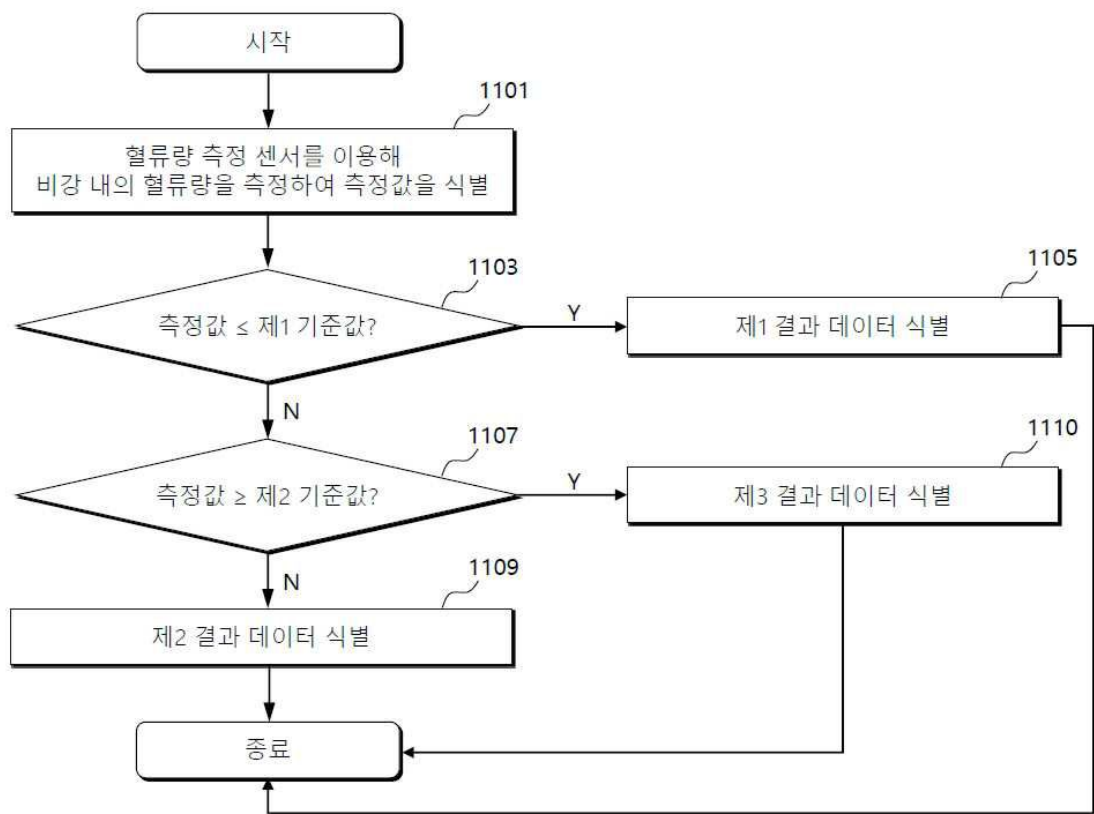 시작
1101
혈류량 측정 센서를 이용해
비강 내의 혈류량을 측정하여 측정값을 식별
1103
측정값 ≤ 제1 기준값?
Y
1105
제1 결과 데이터 식별
N
1107
측정값 ≥ 제2 기준값?
Y
1110
제3 결과 데이터 식별
N
1109
제2 결과 데이터 식별
종료